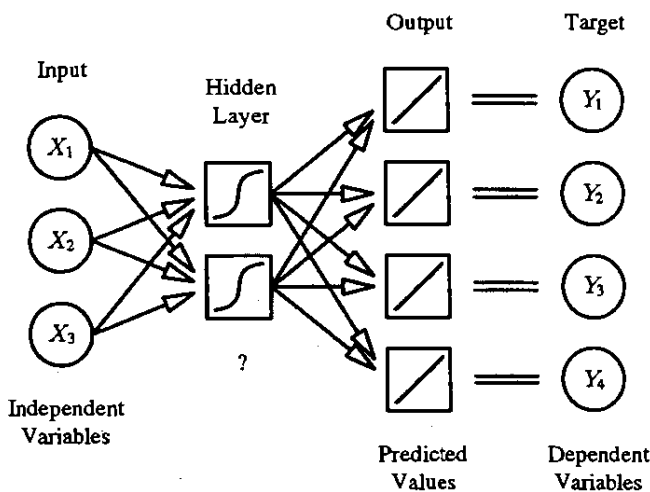 Output
Target
Input
Hidden
Layer
X1
X2
X3
Y1
Y2
Y3
Y4
?
Independent
Variables
Predicted
Values
Dependent
Variables